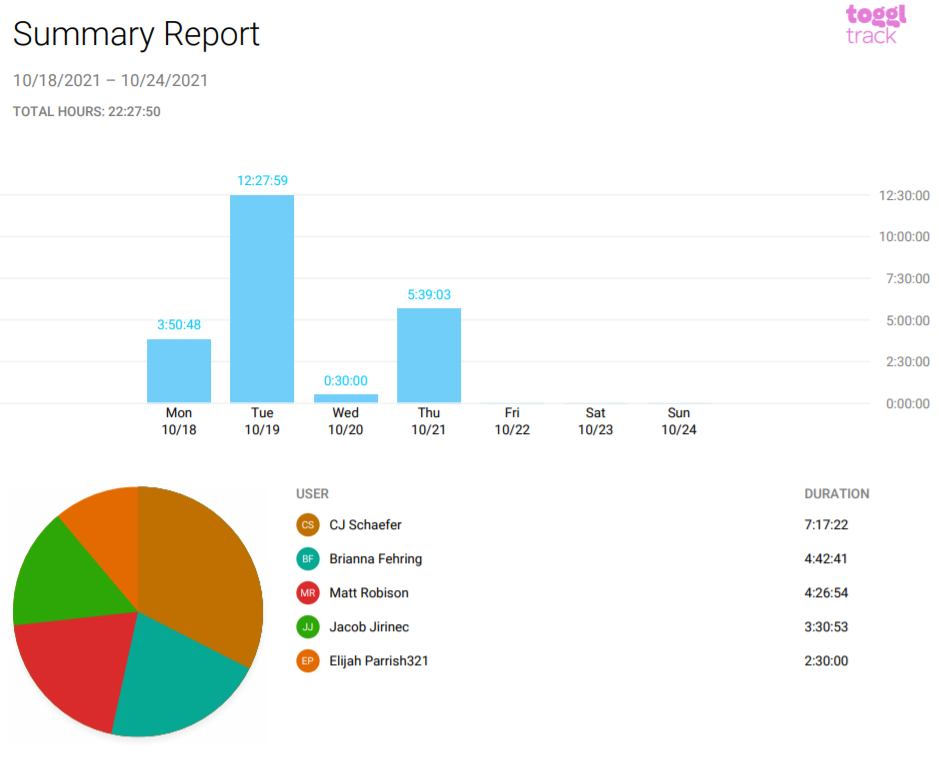 toggl
track
Summary Report
10/18/2021 – 10/24/2021
TOTAL HOURS: 22:27:50
12:27:59
12:30:00
10:00:00
7:30:00
5:39:03
3:50:48
5:00:00
2:30:00
0:30:00
0:00:00
Mon Tue Wed Thu Fri Sat Sun
10/18 10/19 10/20 10/21 10/22 10/23 10/24
USER DURATION
CS CJ Schaefer 7:17:22
BF Brianna Fehring 4:42:41
MR Matt Robison 4:26:54
JJ Jacob Jirinec 3:30:53
EP Elijah Parrish321 2:30:00